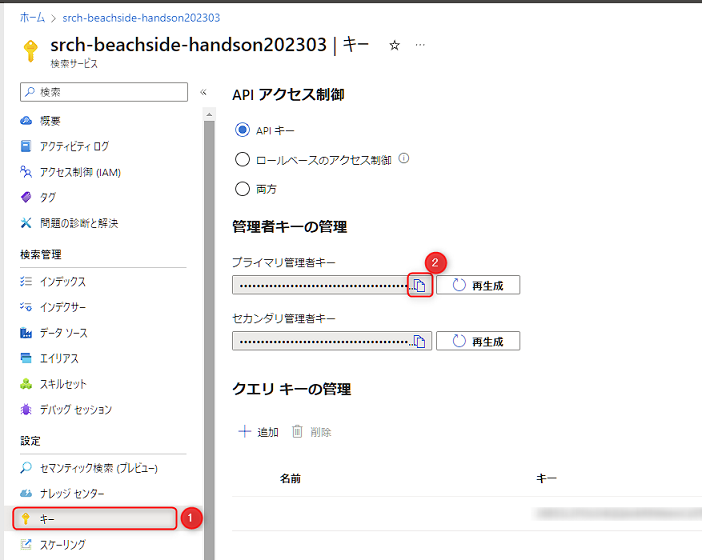 ホーム > srch-beachside-handson202303
srch-beachside-handson202303 | キー ☆ …
検索サービス
検索 «
概要
アクティビティ ログ
アクセス制御 (IAM)
タグ
問題の診断と解決
検索管理
インデックス
インデクサー
データ ソース
エイリアス
スキルセット
デバッグ セッション
設定
セマンティック検索 (プレビュー)
ナレッジ センター
キー 1
スケーリング
API アクセス制御
API キー
ロールベースのアクセス制御
両方
管理者キーの管理
プライマリ管理者キー 2
再生成
セカンダリ管理者キー
再生成
クエリ キーの管理
追加 削除
名前 キー